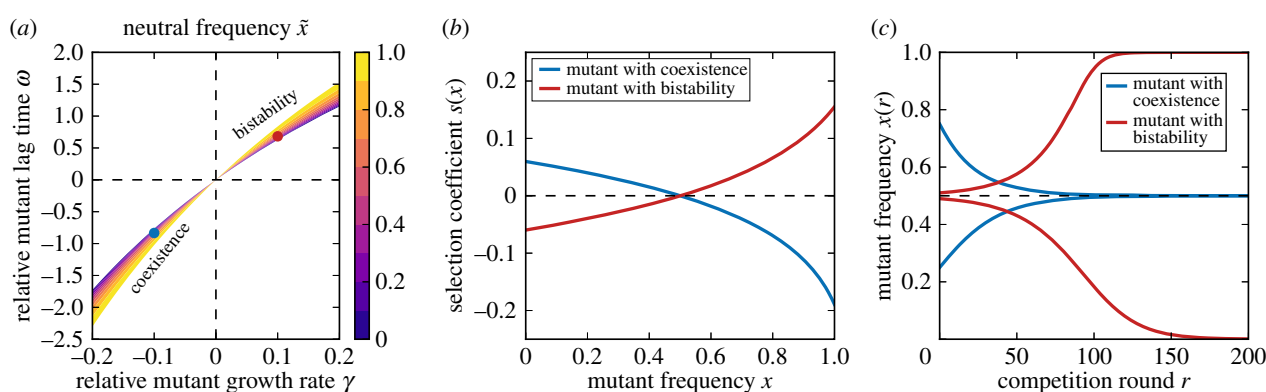 (a)
neutral frequency x̃
relative mutant lag time ω
2.0
1.5
1.0
0.5
0
−0.5
−1.0
−1.5
−2.0
−2.5
bistability
coexistence
−0.2
−0.1
0
0.1
0.2
relative mutant growth rate γ
1.0
0.8
0.6
0.4
0.2
0
(b)
selection coefficient s(x)
0.2
0.1
0
−0.1
−0.2
mutant with coexistence
mutant with bistability
0
0.2
0.4
0.6
0.8
1.0
mutant frequency x
(c)
mutant frequency x(r)
1.0
0.8
0.6
0.4
0.2
mutant with
coexistence
mutant with
bistability
0
50
100
150
200
competition round r